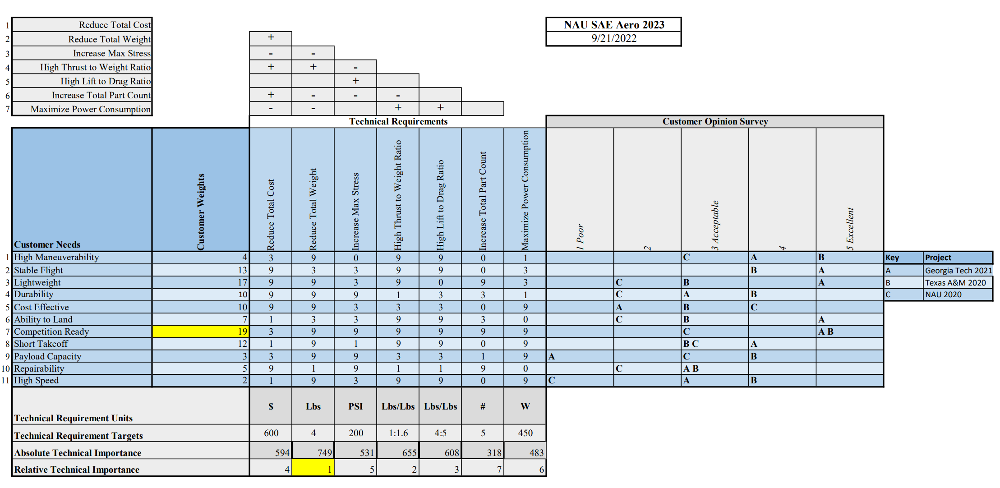 1 Reduce Total Cost
NAU SAE Aero 2023
2 Reduce Total Weight +
9/21/2022
3 Increase Max Stress - -
4 High Thrust to Weight Ratio + + -
5 High Lift to Drag Ratio +
6 Increase Total Part Count + - - -
7 Maximize Power Consumption - - + +
Technical Requirements Customer Opinion Survey
Customer Needs Customer Weights Reduce Total Cost Reduce Total Weight Increase Max Stress High Thrust to Weight Ratio High Lift to Drag Ratio Increase Total Part Count Maximize Power Consumption 1 Poor 2 3 Acceptable 4 5 Excellent
1 High Maneuverability 4 3 9 0 9 9 0 1 C A B Key Project
2 Stable Flight 13 9 3 3 9 9 0 3 B A A Georgia Tech 2021
3 Lightweight 17 9 9 3 9 0 9 3 C B A B Texas A&M 2020
4 Durability 10 9 9 9 1 3 3 1 C A B C NAU 2020
5 Cost Effective 10 9 9 3 3 3 0 9 A B C
6 Ability to Land 7 1 3 3 9 9 3 0 C B A
7 Competition Ready 19 3 9 9 9 9 9 9 C A B
8 Short Takeoff 12 1 9 1 9 9 0 9 B C A
9 Payload Capacity 3 3 9 9 3 3 1 9 A C B
10 Repairability 5 9 1 9 1 1 9 0 C A B
11 High Speed 2 1 9 3 9 9 0 9 C A B
Technical Requirement Units $ Lbs PSI Lbs/Lbs Lbs/Lbs # W
Technical Requirement Targets 600 4 200 1:1.6 4:5 5 450
Absolute Technical Importance 594 749 531 655 608 318 483
Relative Technical Importance 4 1 5 2 3 7 6